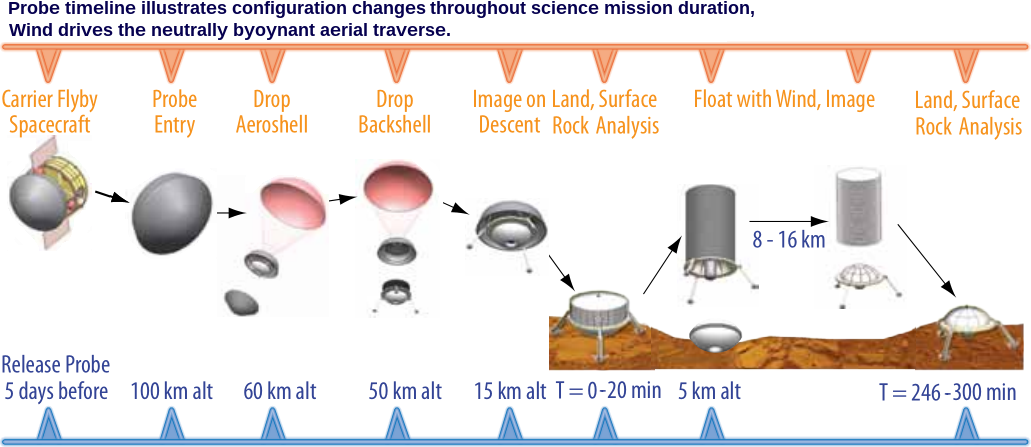 Probe timeline illustrates configuration changes throughout science mission duration,
Wind drives the neutrally byoynant aerial traverse.
Carrier Flyby
Spacecraft
Probe
Entry
Drop
Aeroshell
Drop
Backshell
Image on
Descent
Land, Surface
Rock Analysis
Float with Wind, Image
Land, Surface
Rock Analysis
8 - 16 km
Release Probe
5 days before
100 km alt
60 km alt
50 km alt
15 km alt
T = 0-20 min
5 km alt
T = 246 -300 min